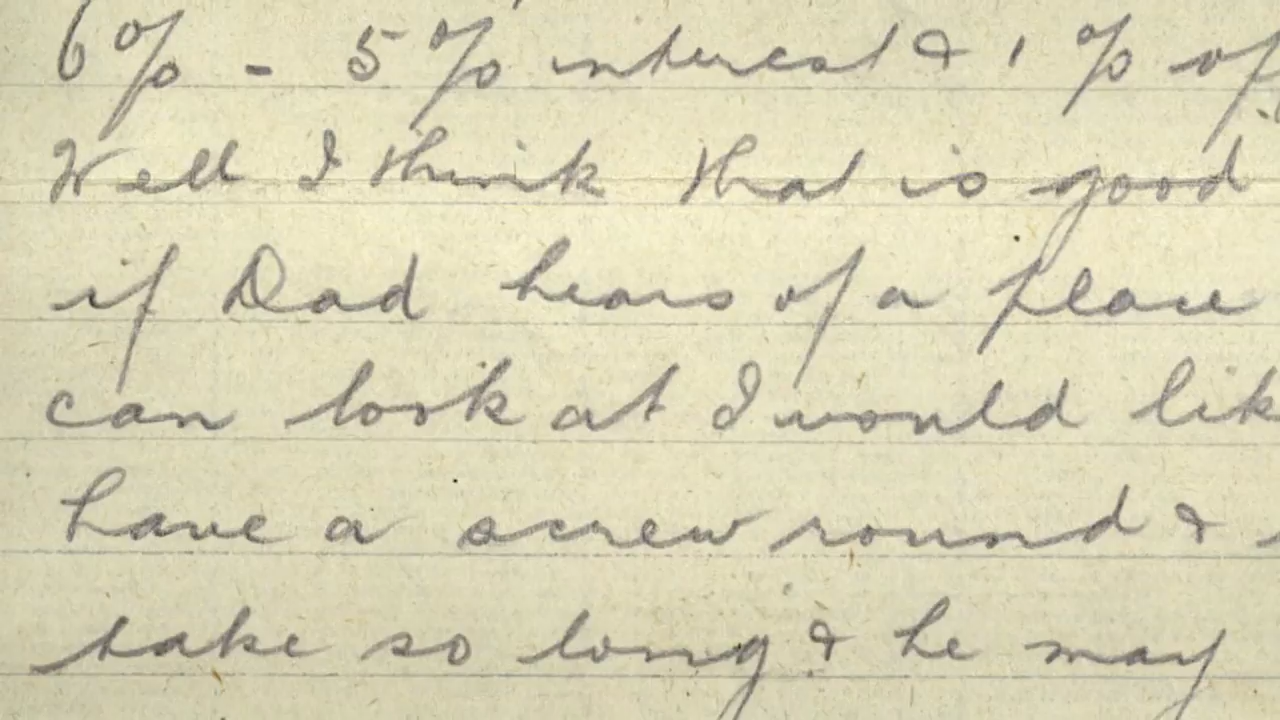 6% - 5% interest & 1% of
Well I think that is good
if Dad hears of a place
can look at I would lik
have a screw round &
take so long & he may